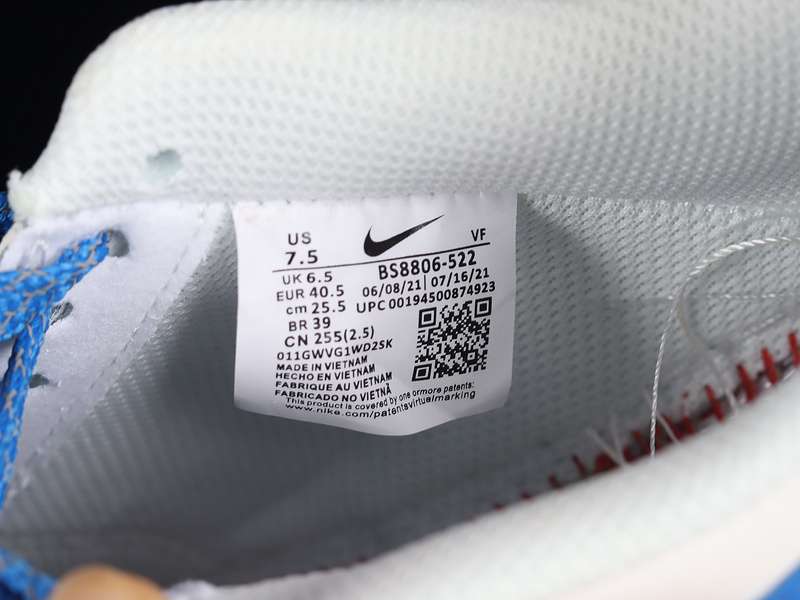 US VF
7.5
UK 6.5 BS8806-522
EUR 40.5 06/08/21 | 07/16/21
cm 25.5 UPC 00194500874923
BR 39
CN 255(2.5)
011GWVG1WD2SK
MADE IN VIETNAM
HECHO EN VIETNAM
FABRIQUE AU VIETNAM
FABRICADO NO VIETNÃ
This product is covered by one ormore patents:
www.nike.com/patentsvirtue/marking